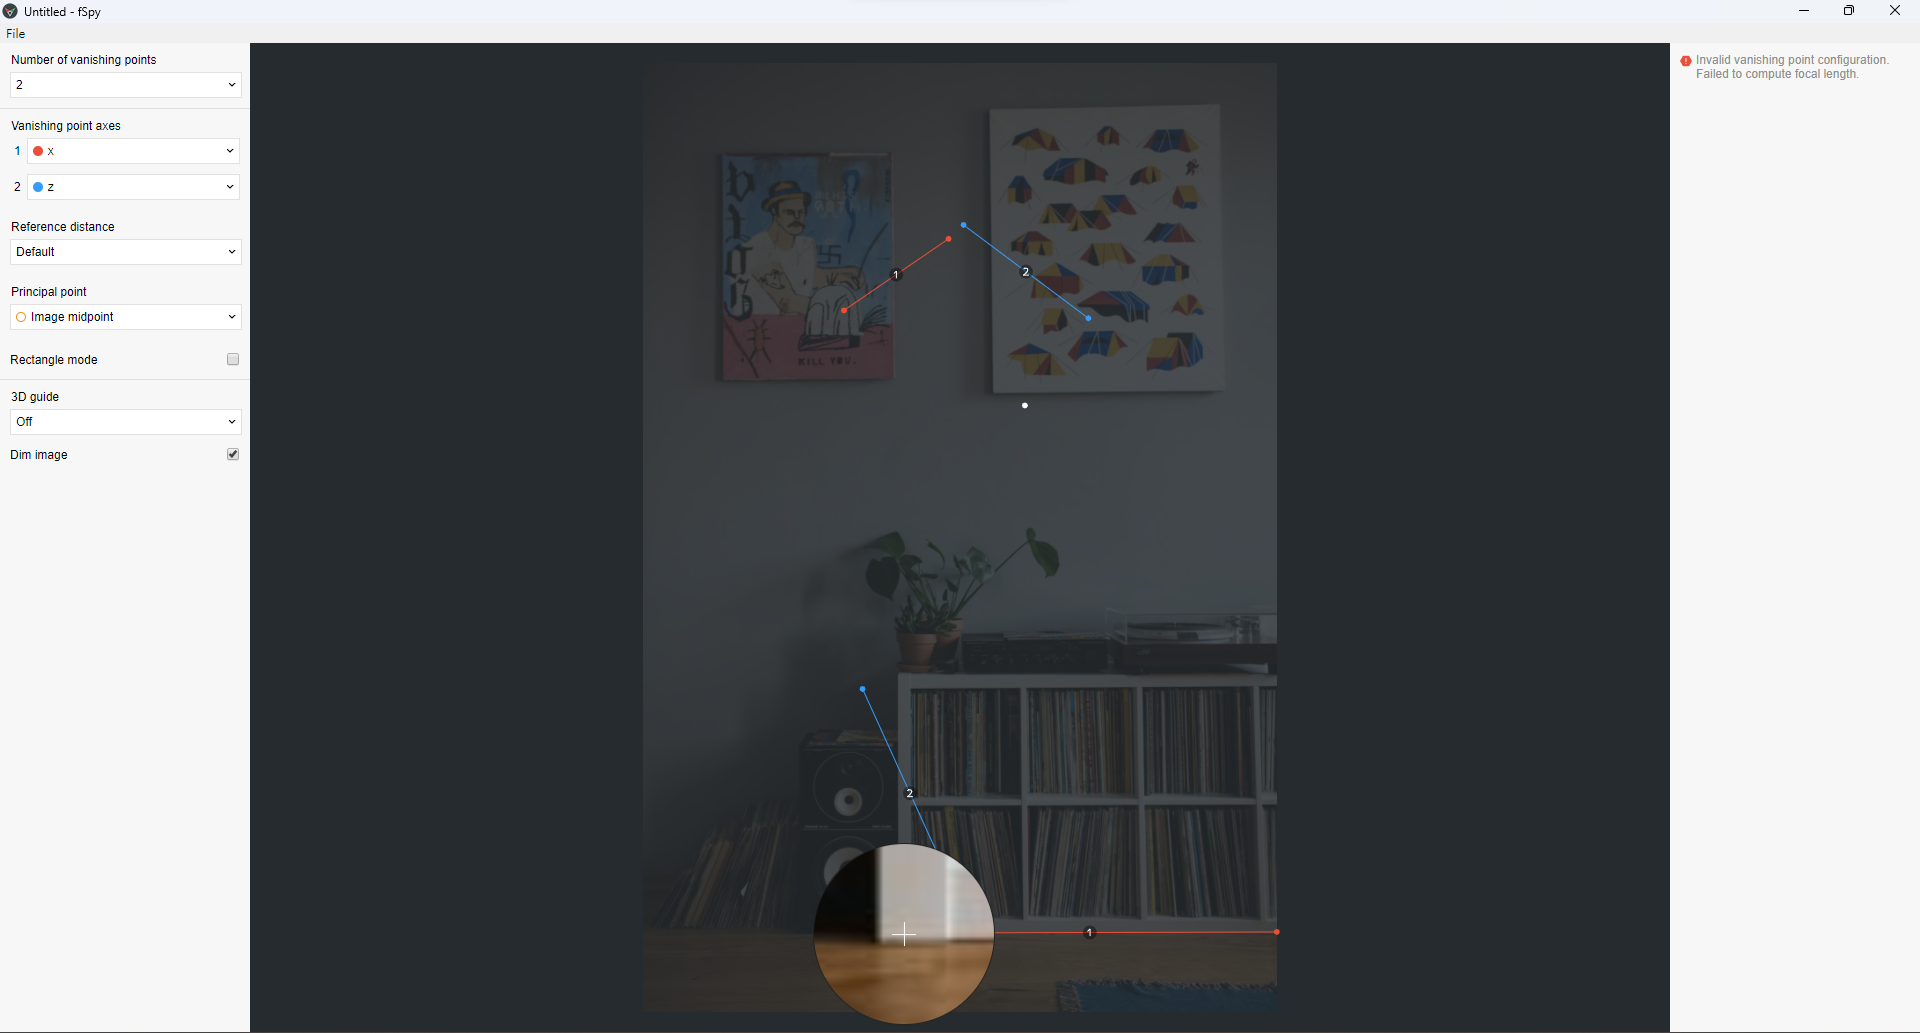 Untitled - fSpy
File
Number of vanishing points
2
Vanishing point axes
1 x
2 z
Reference distance
Default
Principal point
Image midpoint
Rectangle mode
3D guide
Off
Dim image
Invalid vanishing point configuration.
Failed to compute focal length.
KILL YOU.
1
2
2
1